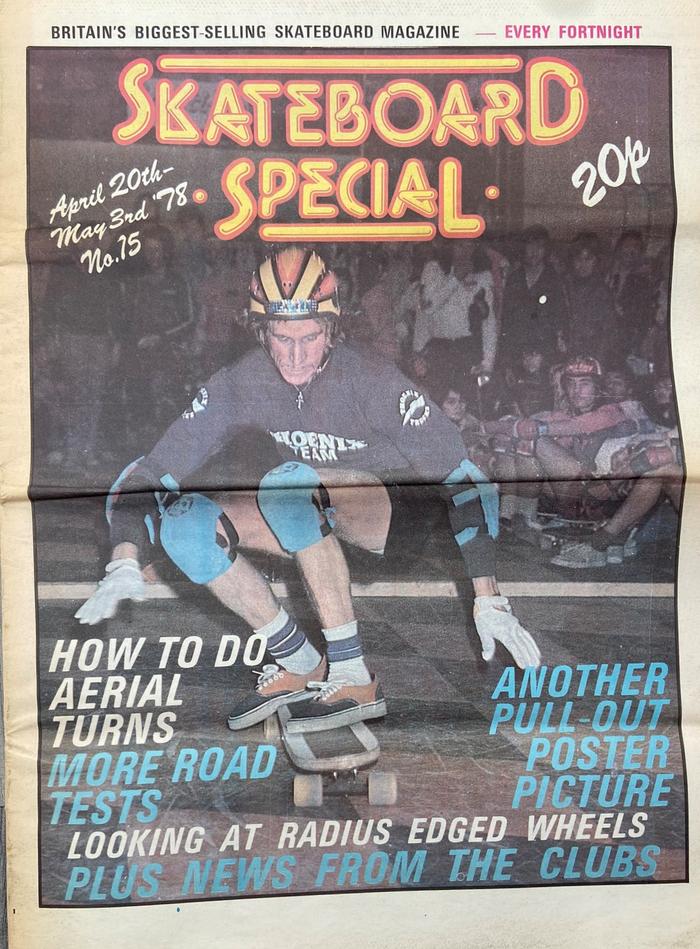 BRITAIN'S BIGGEST-SELLING SKATEBOARD MAGAZINE — EVERY FORTNIGHT
SKATEBOARD
SPECIAL
April 20th-
May 3rd '78
No.15
20p
PHOENIX
TEAM
HOW TO DO
AERIAL
TURNS
MORE ROAD
TESTS
ANOTHER
PULL-OUT
POSTER
PICTURE
LOOKING AT RADIUS EDGED WHEELS
PLUS NEWS FROM THE CLUBS